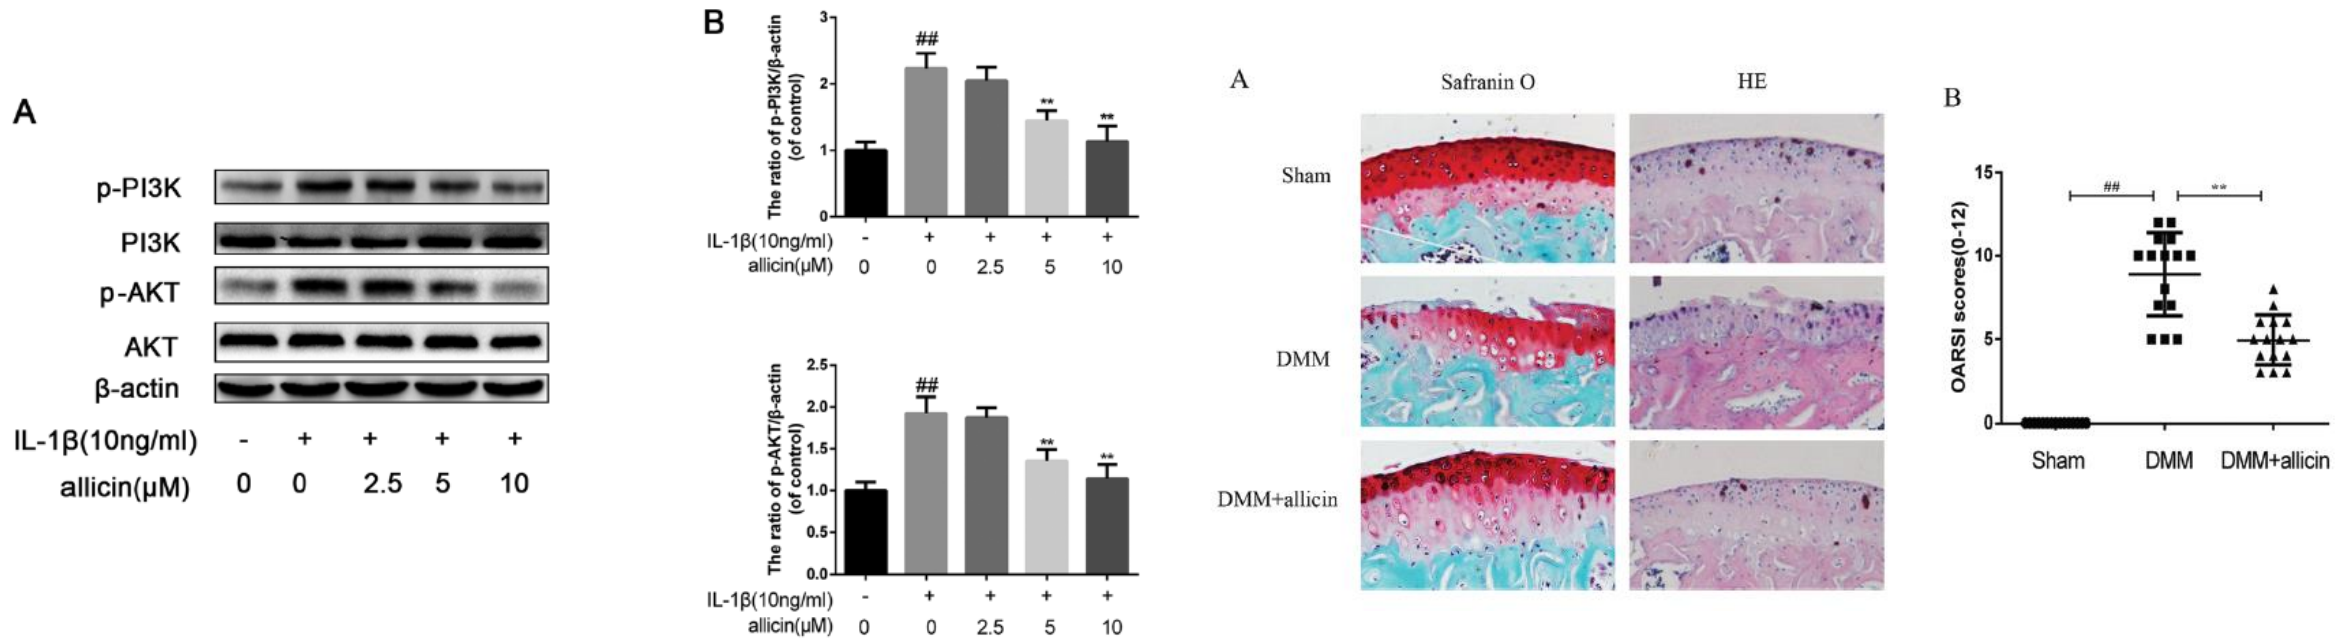 A
p-PI3K
PI3K
p-AKT
AKT
β-actin
IL-1β(10ng/ml) - + + + +
allicin(μM) 0 0 2.5 5 10
B
The ratio of p-PI3K/β-actin
(of control)
3
2
1
0
##
**
**
IL-1β(10ng/ml) - + + + +
allicin(μM) 0 0 2.5 5 10
The ratio of p-AKT/β-actin
(of control)
2.5
2.0
1.5
1.0
0.5
0.0
##
**
**
IL-1β(10ng/ml) - + + + +
allicin(μM) 0 0 2.5 5 10
A
Safranin O HE
Sham
DMM
DMM+allicin
B
OARSI scores(0-12)
15
10
5
0
## **
Sham DMM DMM+allicin